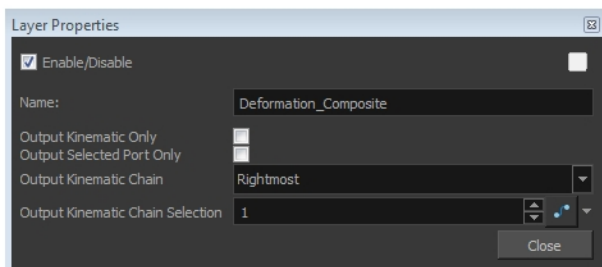 Layer Properties
Enable/Disable
Name: Deformation_Composite
Output Kinematic Only
Output Selected Port Only
Output Kinematic Chain Rightmost
Output Kinematic Chain Selection 1
Close